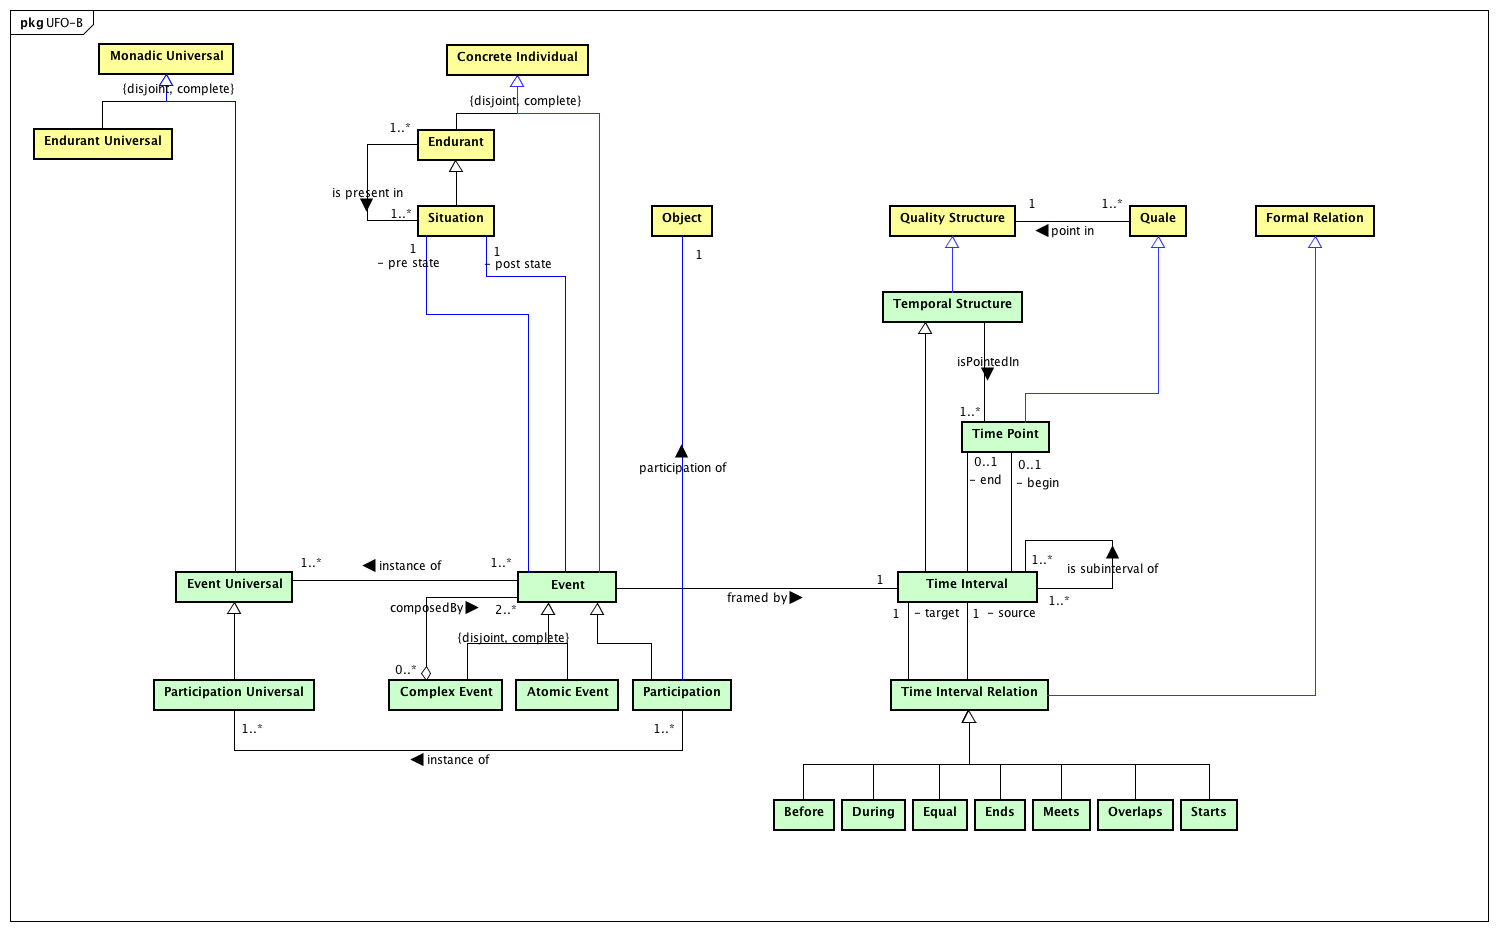 pkg UFO-B
Monadic Universal
Concrete Individual
{disjoint, complete}
{disjoint, complete}
Endurant Universal
1..*
Endurant
is present in
1..*
Situation
Object
Quality Structure
1
1..*
Quale
Formal Relation
point in
1
- pre state
1
- post state
1
Temporal Structure
isPointedIn
1..*
Time Point
0..1
- end
0..1
- begin
participation of
1..*
instance of
1..*
Event Universal
Event
1
Time Interval
1..*
is subinterval of
1..*
composedBy
2..*
framed by
1
- target
1
- source
{disjoint, complete}
0..*
Participation Universal
Complex Event
Atomic Event
Participation
Time Interval Relation
1..*
1..*
instance of
Before
During
Equal
Ends
Meets
Overlaps
Starts